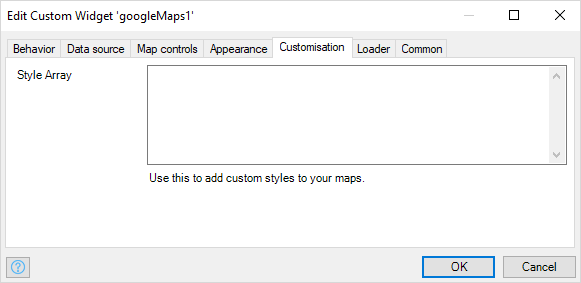 Edit Custom Widget 'googleMaps1'
Behavior Data source Map controls Appearance Customisation Loader Common
Style Array
Use this to add custom styles to your maps.
? OK Cancel